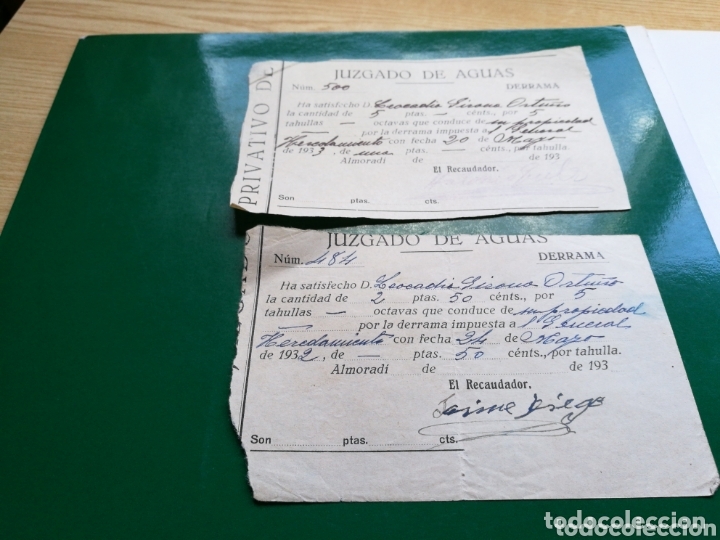 PRIVATIVO DE
JUZGADO DE AGUAS
Núm. 500 DERRAMA
Ha satisfecho D. Leocadio Girona Ortuño
la cantidad de 5 ptas. — cénts., por 5
tahullas — octavas que conduce de su propiedad
— por la derrama impuesta a l General
Heredamiento con fecha 20 de Mayo
de 1933, de una ptas. — cénts., por tahulla.
Almoradí de de 193
El Recaudador.
Son ptas. cts.
JUZGADO DE AGUAS
Núm. 484 DERRAMA
Ha satisfecho D. Leocadio Girona Ortuño
la cantidad de 2 ptas. 50 cénts., por 5
tahullas — octavas que conduce de su propiedad
— por la derrama impuesta a l General
Heredamiento con fecha 24 de Mayo
de 1932, de — ptas. 50 cénts., por tahulla.
Almoradí de de 193
El Recaudador.
Jaime
Son ptas. cts.
todocoleccion.net